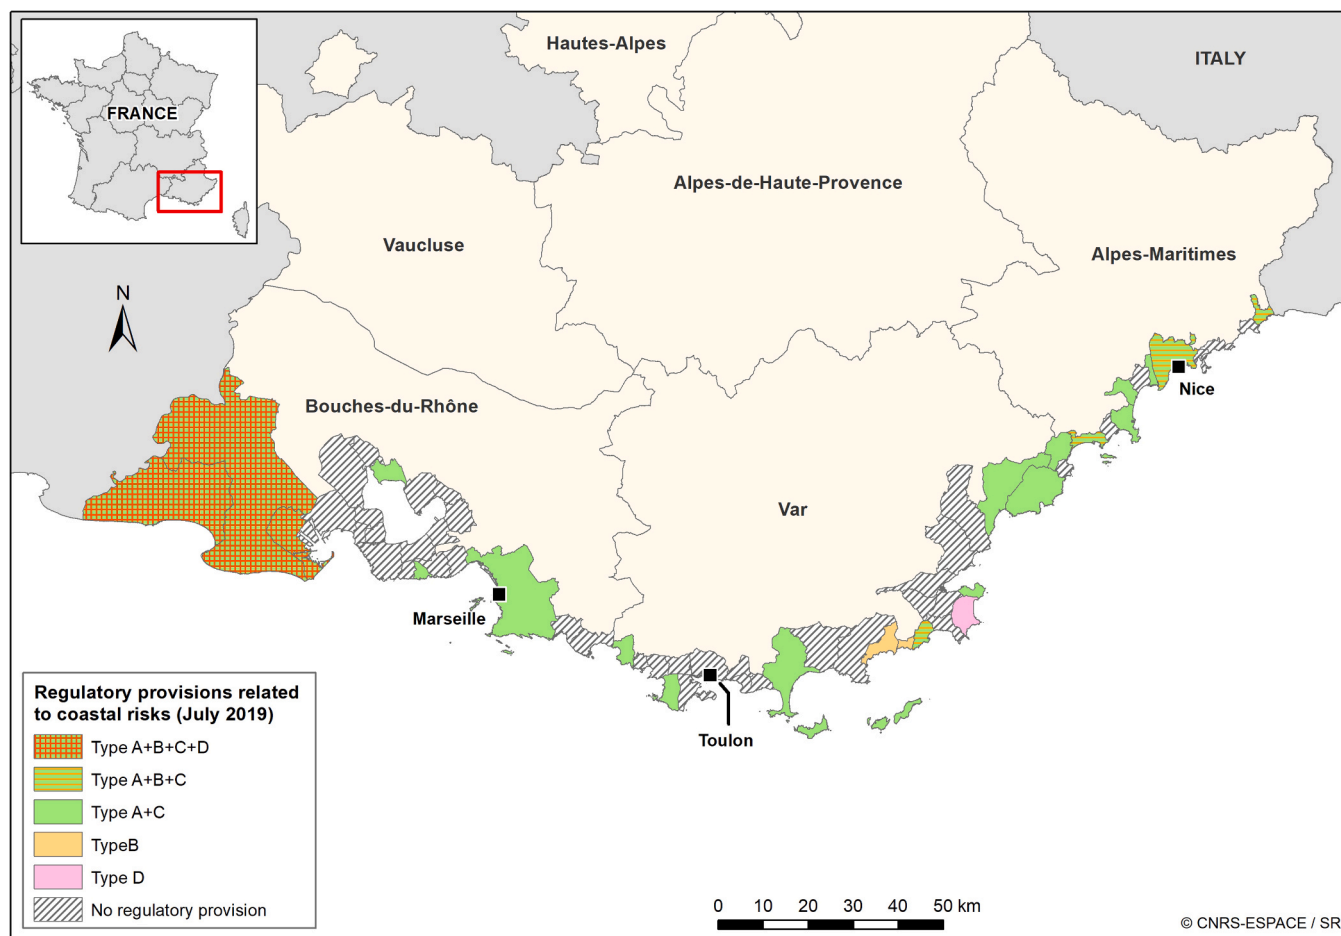 Hautes-Alpes
ITALY
FRANCE
Alpes-de-Haute-Provence
Vaucluse
Alpes-Maritimes
N
Nice
Bouches-du-Rhône
Var
Marseille
Toulon
Regulatory provisions related
to coastal risks (July 2019)
Type A+B+C+D
Type A+B+C
Type A+C
TypeB
Type D
No regulatory provision
0 10 20 30 40 50 km
© CNRS-ESPACE / SR